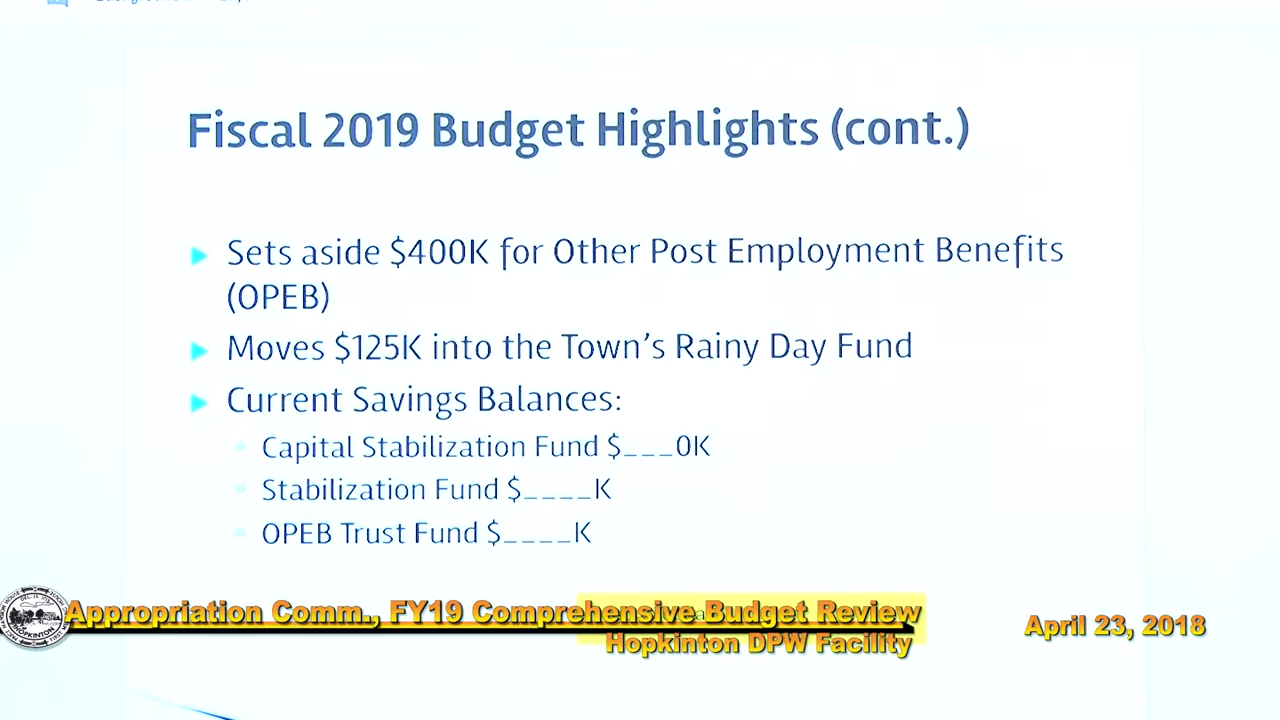 Fiscal 2019 Budget Highlights (cont.)
Sets aside $400K for Other Post Employment Benefits
(OPEB)
Moves $125K into the Town's Rainy Day Fund
Current Savings Balances:
Capital Stabilization Fund $___0K
Stabilization Fund $____K
OPEB Trust Fund $____K
Appropriation Comm., FY19 Comprehensive Budget Review
Hopkinton DPW Facility
April 23, 2018
HOPKINTON